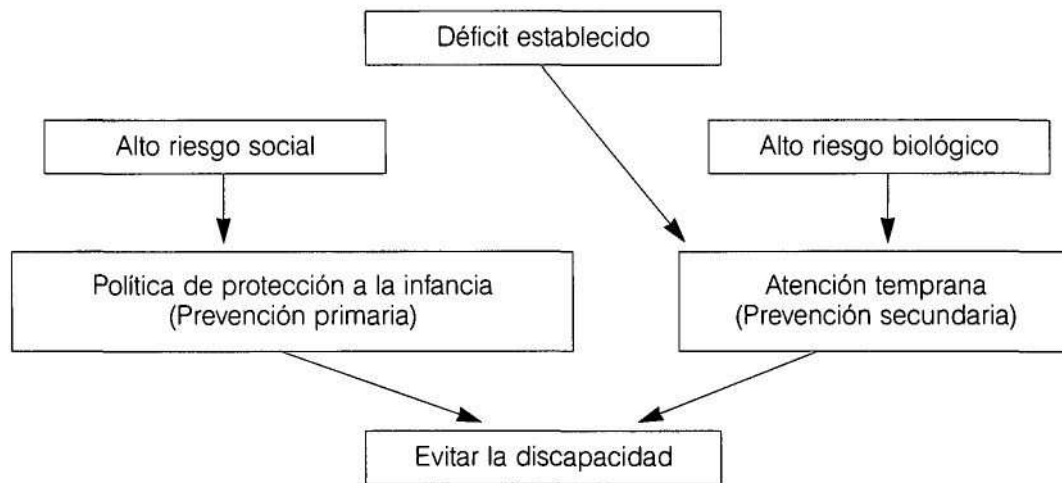 Déficit establecido
Alto riesgo social
Alto riesgo biológico
Política de protección a la infancia
(Prevención primaria)
Atención temprana
(Prevención secundaria)
Evitar la discapacidad